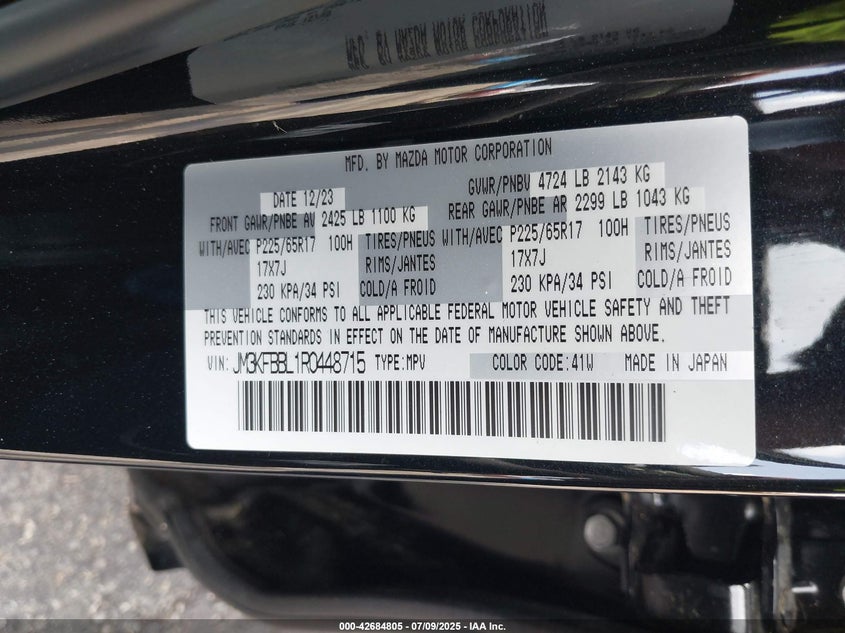 MFD. BY MAZDA MOTOR CORPORATION
DATE 12/23 GVWR/PNBV 4724 LB 2143 KG
FRONT GAWR/PNBE AV 2425 LB 1100 KG REAR GAWR/PNBE AR 2299 LB 1043 KG
WITH/AVEC P225/65R17 100H TIRES/PNEUS WITH/AVEC P225/65R17 100H TIRES/PNEUS
17X7J RIMS/JANTES 17X7J RIMS/JANTES
230 KPA/34 PSI COLD/A FROID 230 KPA/34 PSI COLD/A FROID
THIS VEHICLE CONFORMS TO ALL APPLICABLE FEDERAL MOTOR VEHICLE SAFETY AND THEFT
PREVENTION STANDARDS IN EFFECT ON THE DATE OF MANUFACTURE SHOWN ABOVE.
VIN: JM3KFBBL1R0448715 TYPE:MPV COLOR CODE:41W MADE IN JAPAN
000-42684805 / 07/09/2025 - IAA Inc.